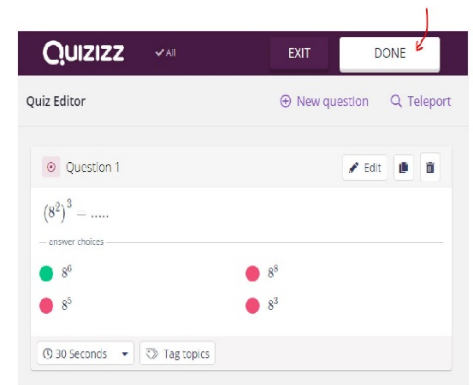 QUIZIZZ ✔ All EXIT DONE
Quiz Editor ⊕ New question Teleport
Question 1 Edit
(8²)³ = .....
answer choices
8⁶ 8⁸
8⁵ 8³
30 Seconds Tag topics